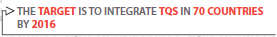 THE TARGET IS TO INTEGRATE TQS IN 70 COUNTRIES
BY 2016